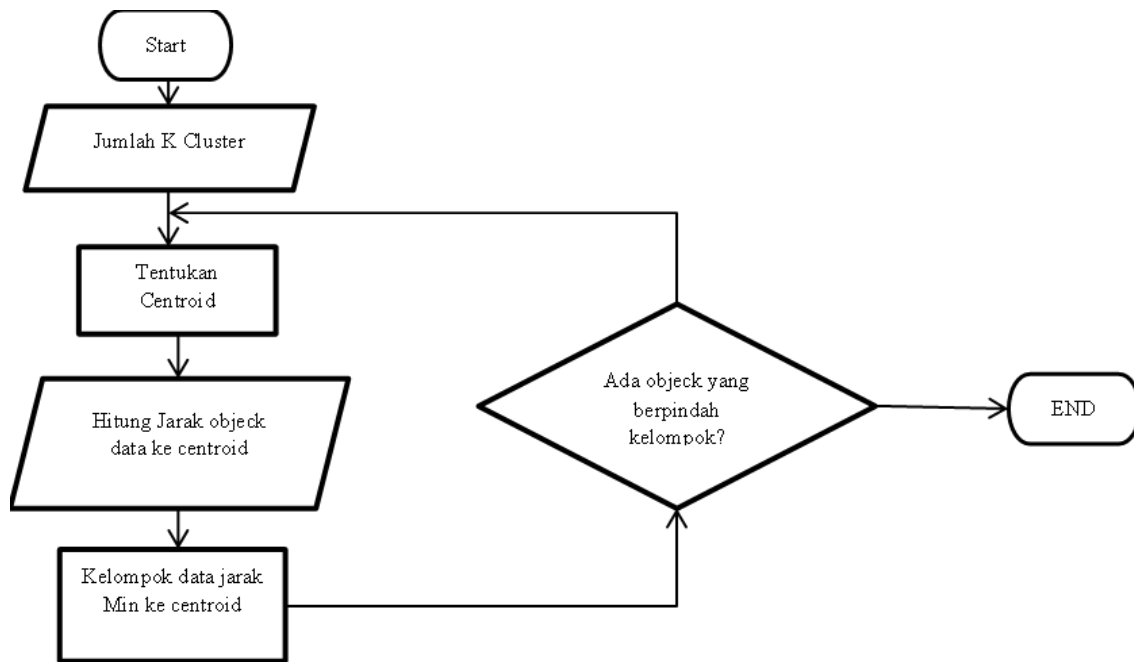 Start
Jumlah K Cluster
Tentukan
Centroid
Hitung Jarak objeck
data ke centroid
Kelompok data jarak
Min ke centroid
Ada objeck yang
berpindah
kelompok?
END